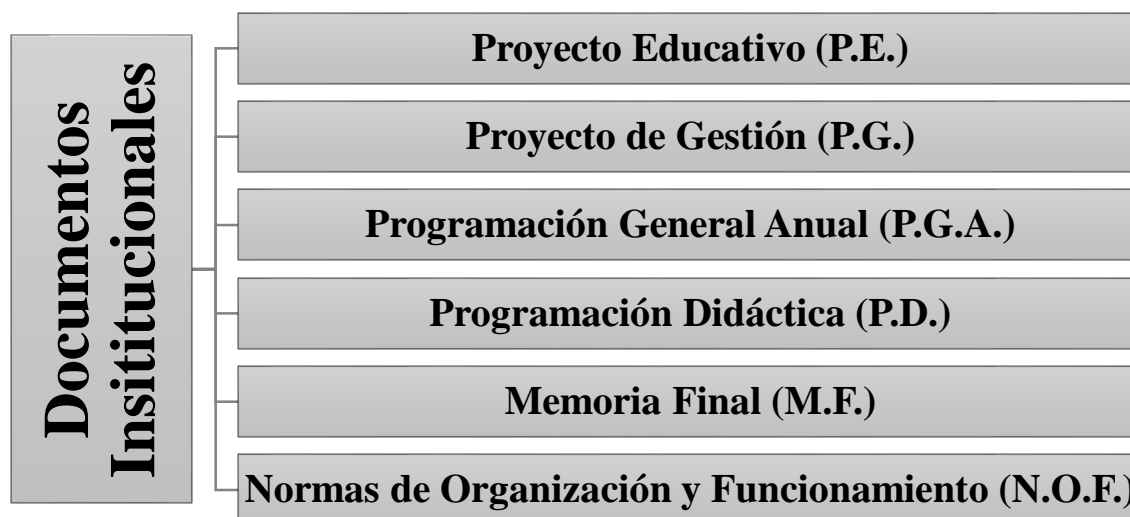 Documentos
Insititucionales
Proyecto Educativo (P.E.)
Proyecto de Gestión (P.G.)
Programación General Anual (P.G.A.)
Programación Didáctica (P.D.)
Memoria Final (M.F.)
Normas de Organización y Funcionamiento (N.O.F.)